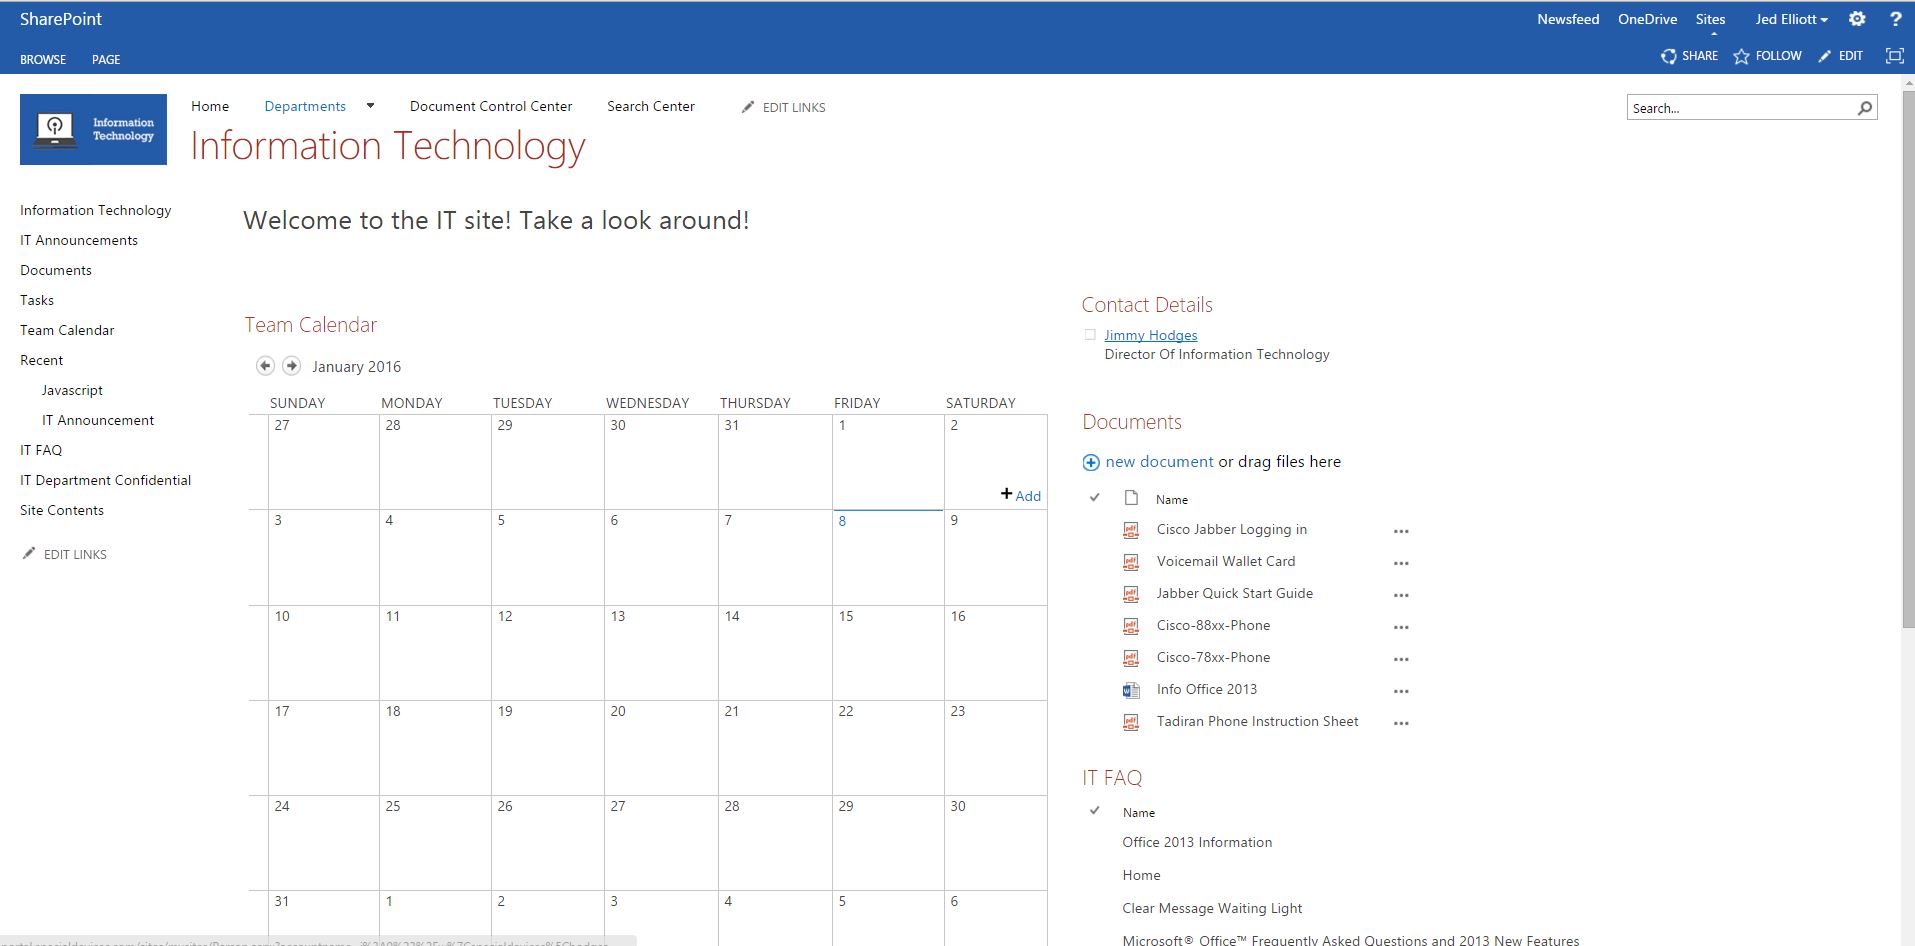 SharePoint
Newsfeed OneDrive Sites Jed Elliott ?
BROWSE PAGE
SHARE FOLLOW EDIT
Information
Technology
Home Departments Document Control Center Search Center EDIT LINKS
Search...
Information Technology
Information Technology
IT Announcements
Documents
Tasks
Team Calendar
Recent
Javascript
IT Announcement
IT FAQ
IT Department Confidential
Site Contents
EDIT LINKS
Welcome to the IT site! Take a look around!
Team Calendar
January 2016
SUNDAY MONDAY TUESDAY WEDNESDAY THURSDAY FRIDAY SATURDAY
27 28 29 30 31 1 2
+ Add
3 4 5 6 7 8 9
10 11 12 13 14 15 16
17 18 19 20 21 22 23
24 25 26 27 28 29 30
31 1 2 3 4 5 6
Contact Details
Jimmy Hodges
Director Of Information Technology
Documents
new document or drag files here
Name
Cisco Jabber Logging in ...
Voicemail Wallet Card ...
Jabber Quick Start Guide ...
Cisco-88xx-Phone ...
Cisco-78xx-Phone ...
Info Office 2013 ...
Tadiran Phone Instruction Sheet ...
IT FAQ
Name
Office 2013 Information
Home
Clear Message Waiting Light
Microsoft® Office™ Frequently Asked Questions and 2013 New Features